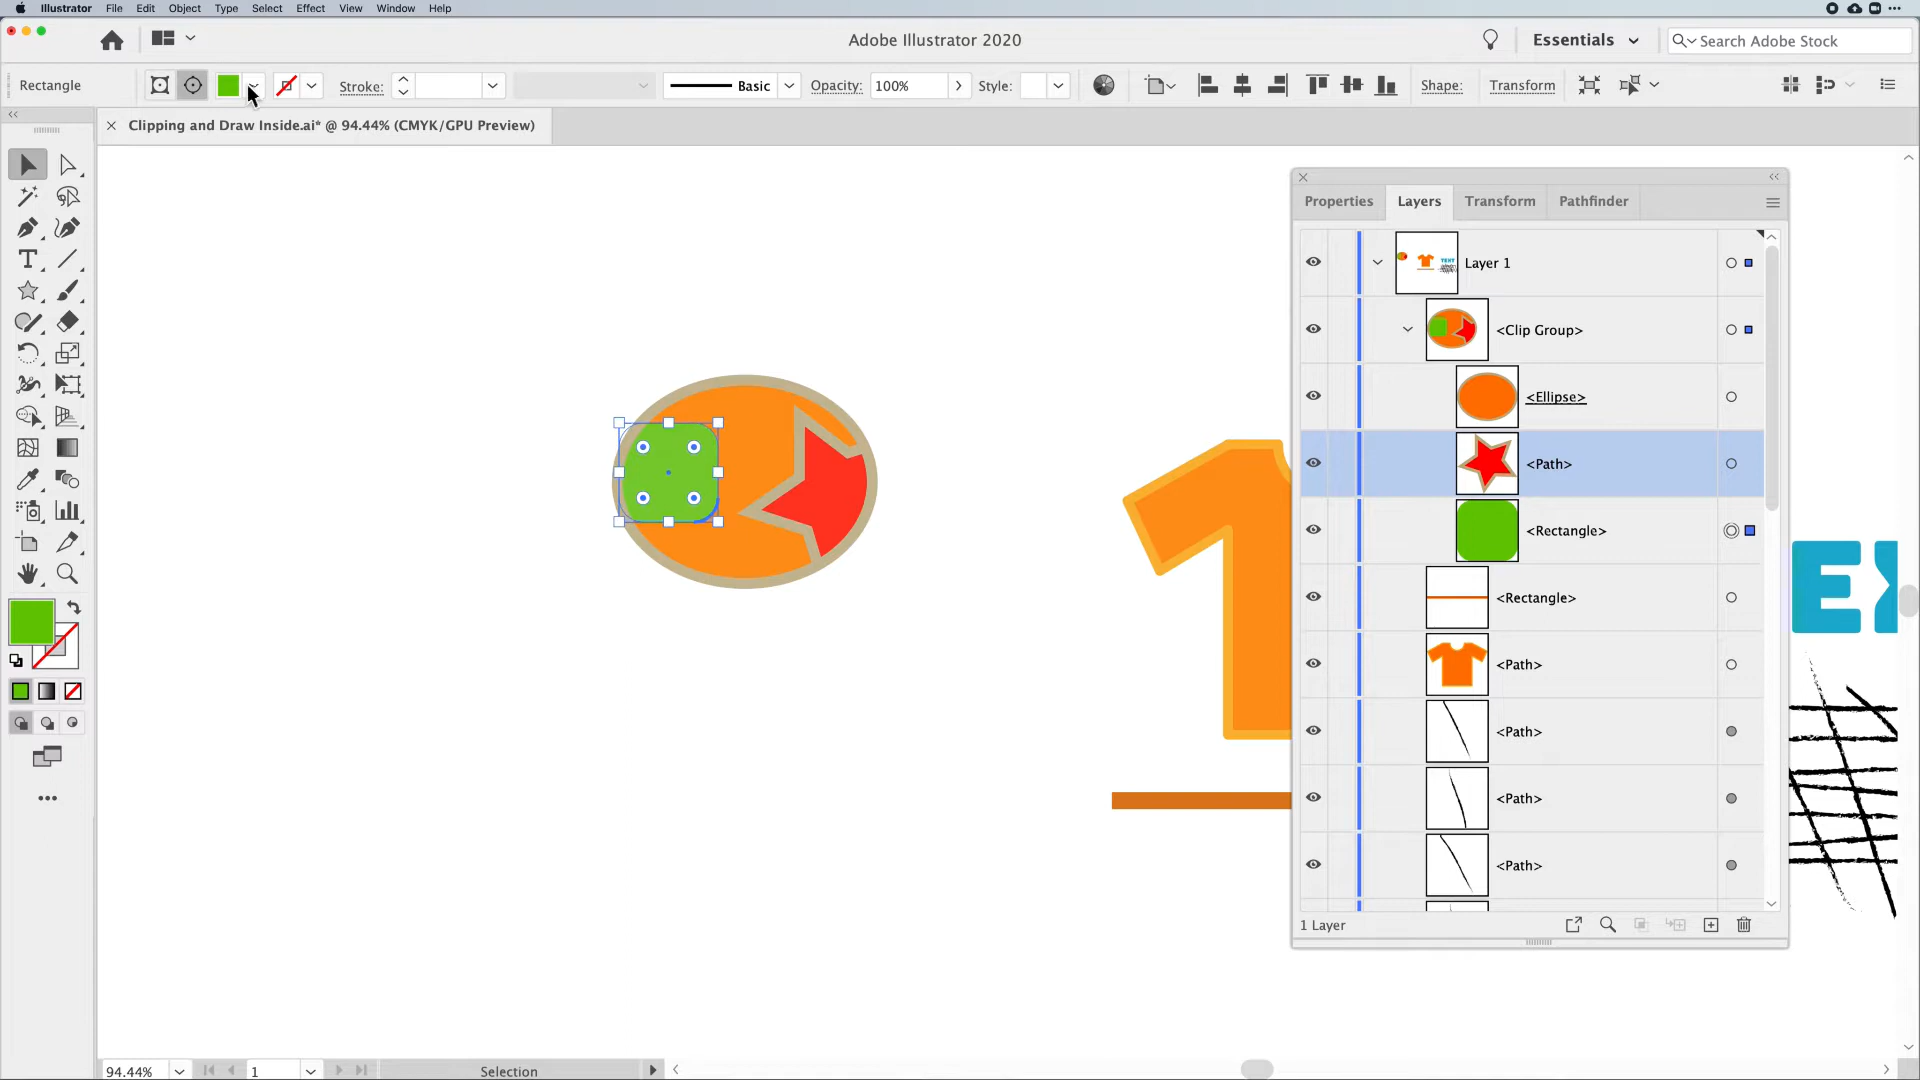 Illustrator File Edit Object Type Select Effect View Window Help
Adobe Illustrator 2020
Essentials
Search Adobe Stock
Rectangle
Stroke:
Basic
Opacity: 100%
Style:
Shape:
Transform
Clipping and Draw Inside.ai* @ 94.44% (CMYK/GPU Preview)
Properties Layers Transform Pathfinder
Layer 1
<Clip Group>
<Ellipse>
<Path>
<Rectangle>
<Rectangle>
<Path>
<Path>
<Path>
<Path>
1 Layer
EX
94.44%
1
Selection